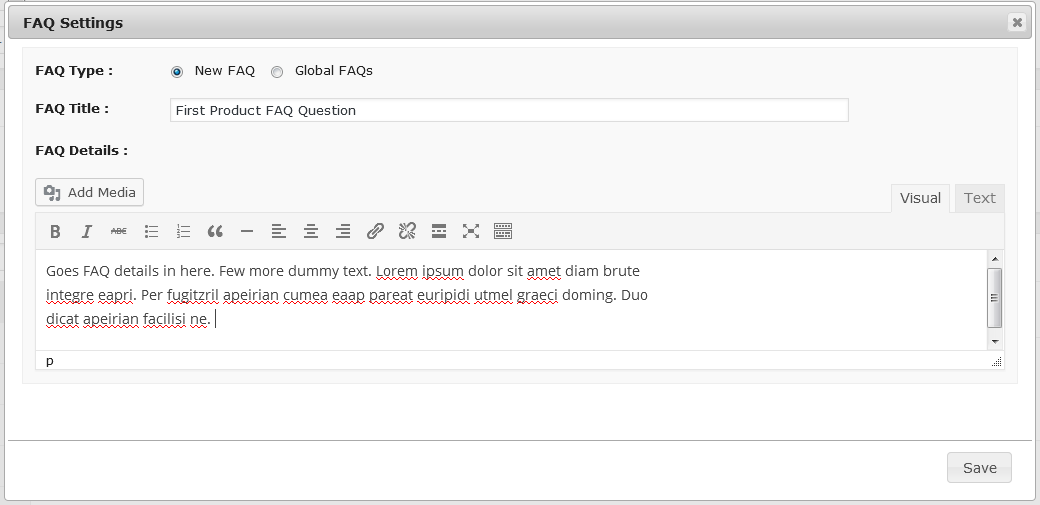 FAQ Settings
FAQ Type : New FAQ Global FAQs
FAQ Title : First Product FAQ Question
FAQ Details :
Add Media
Visual Text
B I ABC
Goes FAQ details in here. Few more dummy text. Lorem ipsum dolor sit amet diam brute
integre eapri. Per fugitzril apeirian cumea eaap pareat euripidi utmel graeci doming. Duo
dicat apeirian facilisi ne.
p
Save